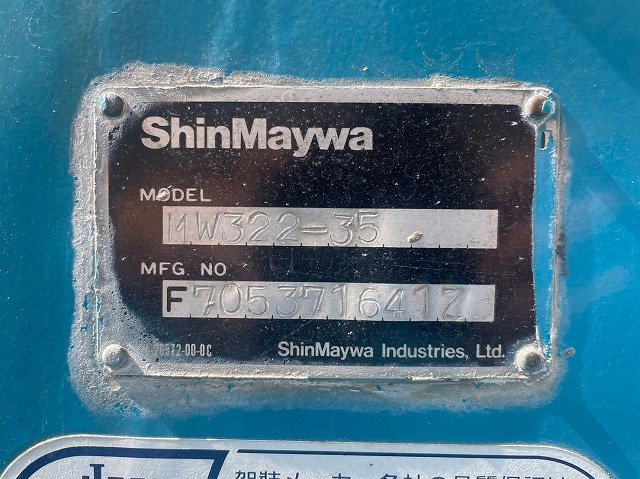 ShinMaywa
MODEL
MW322-35
MFG. NO
F705371641Z
ShinMaywa Industries, Ltd.